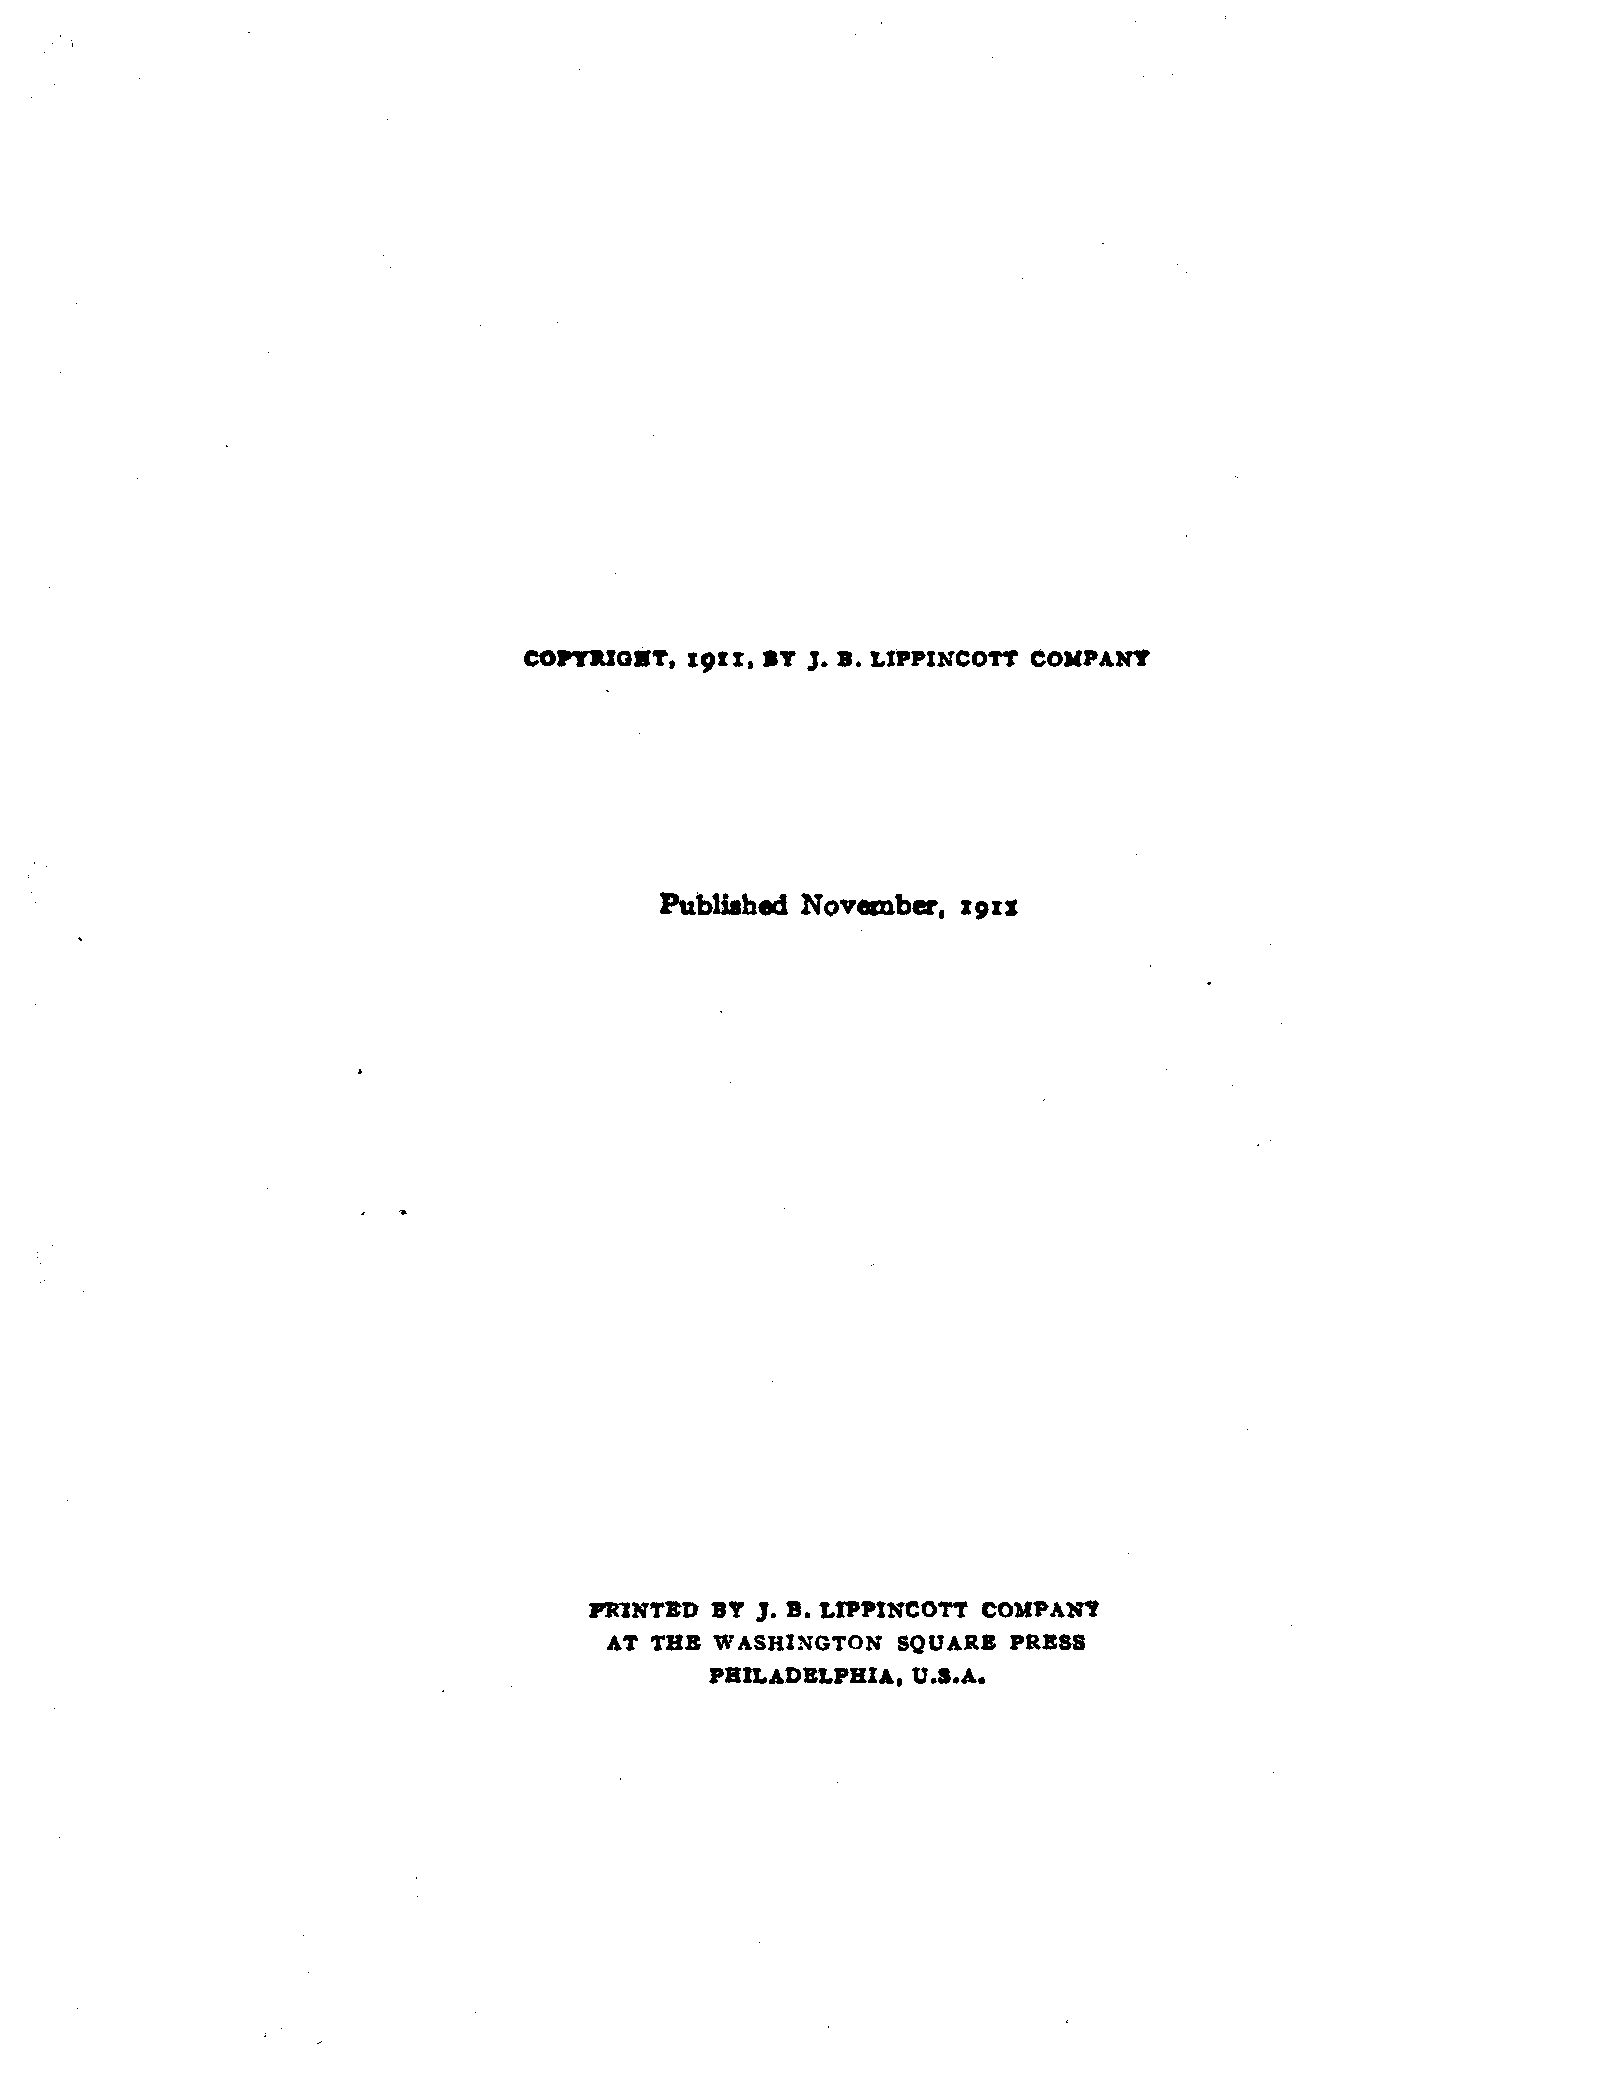 COPYRIGHT, 1911, BY J. B. LIPPINCOTT COMPANY
Published November, 1911
PRINTED BY J. B. LIPPINCOTT COMPANY
AT THE WASHINGTON SQUARE PRESS
PHILADELPHIA, U.S.A.